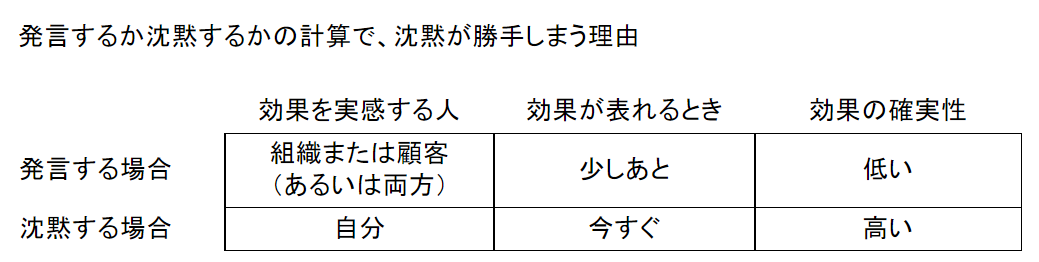 発言するか沈黙するかの計算で、沈黙が勝手しまう理由
効果を実感する人 効果が表れるとき 効果の確実性
発言する場合 組織または顧客 少しあと 低い
（あるいは両方）
沈黙する場合 自分 今すぐ 高い